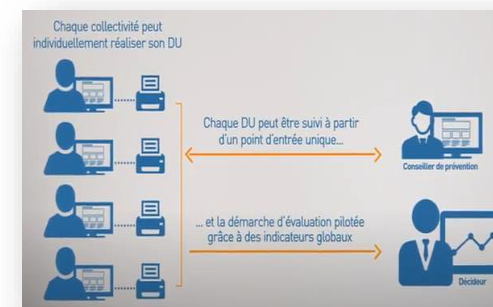 Chaque collectivité peut
individuellement réaliser son DU
Chaque DU peut être suivi à partir
d'un point d'entrée unique...
Conseiller de prévention
... et la démarche d'évaluation pilotée
grâce à des indicateurs globaux
Décideur